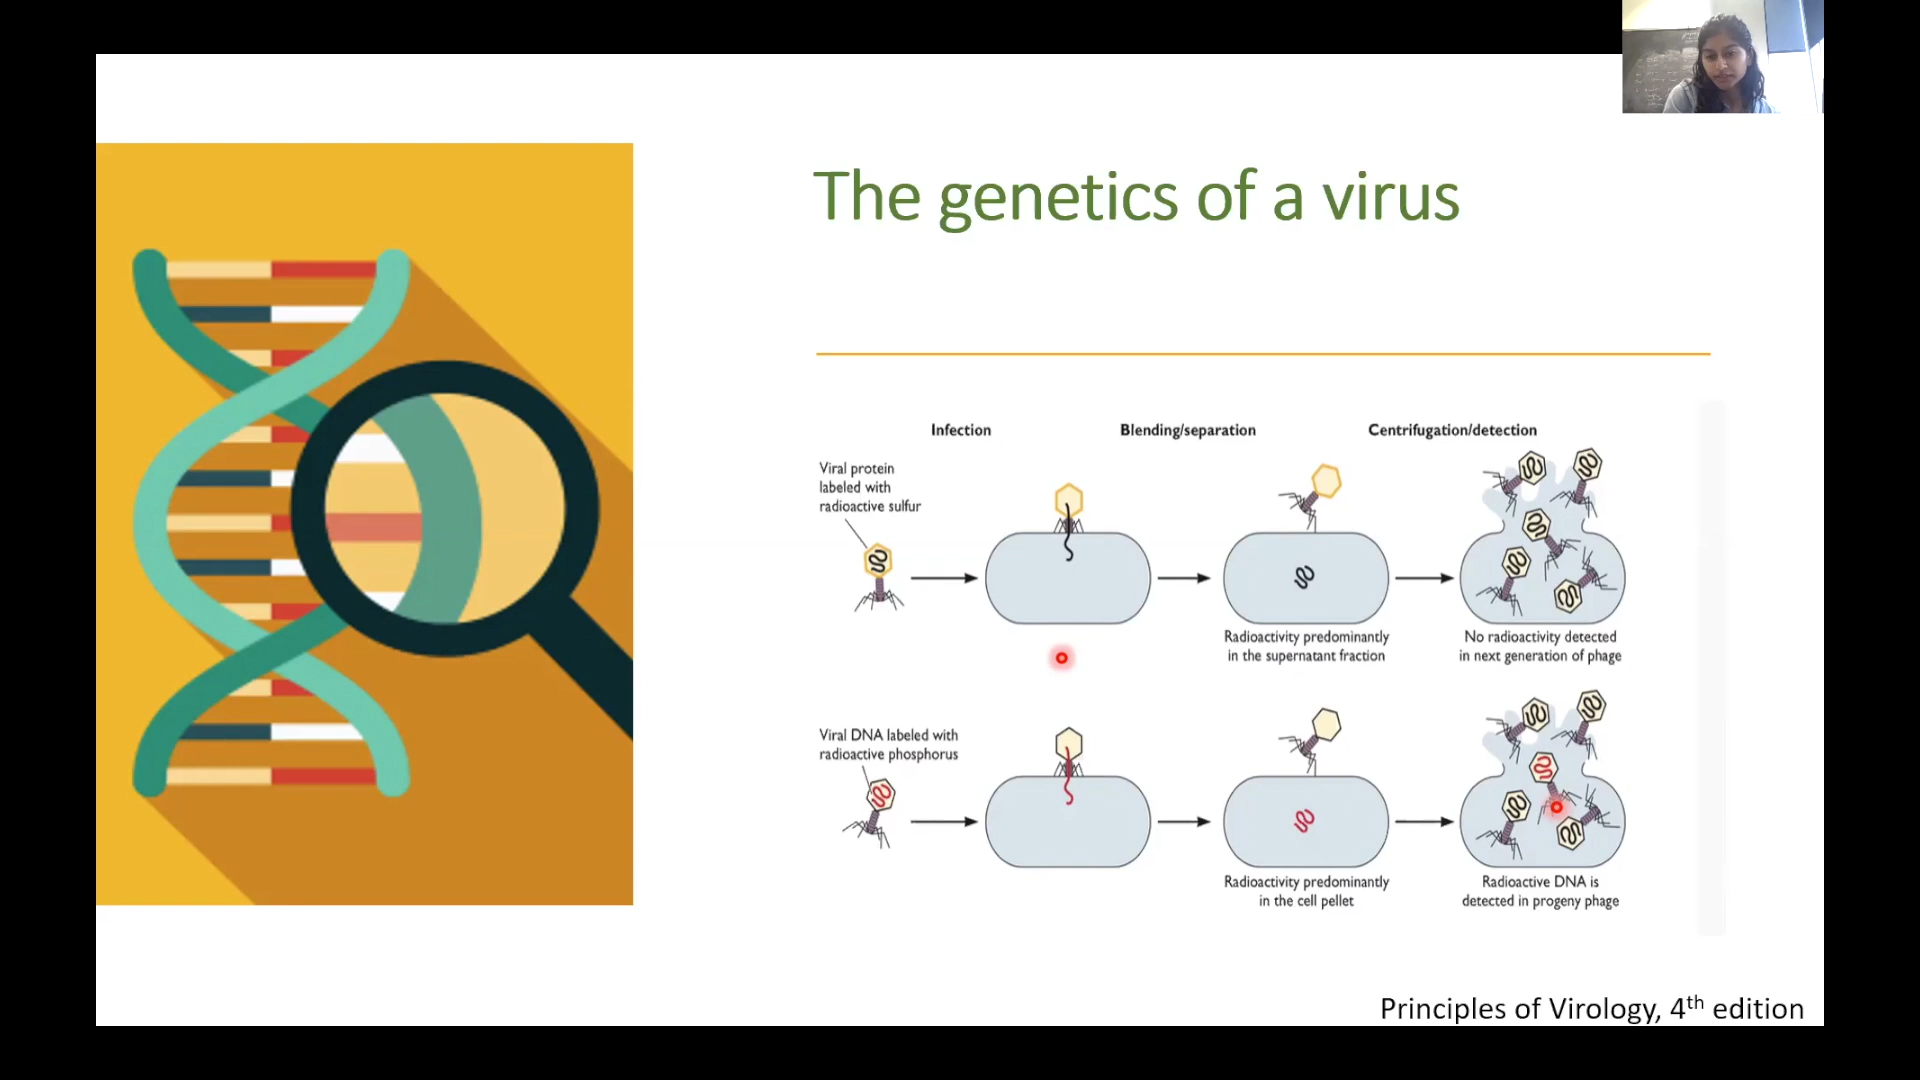 The genetics of a virus
Infection
Blending/separation
Centrifugation/detection
Viral protein
labeled with
radioactive sulfur
Radioactivity predominantly
in the supernatant fraction
No radioactivity detected
in next generation of phage
Viral DNA labeled with
radioactive phosphorus
Radioactivity predominantly
in the cell pellet
Radioactive DNA is
detected in progeny phage
Principles of Virology, 4th edition